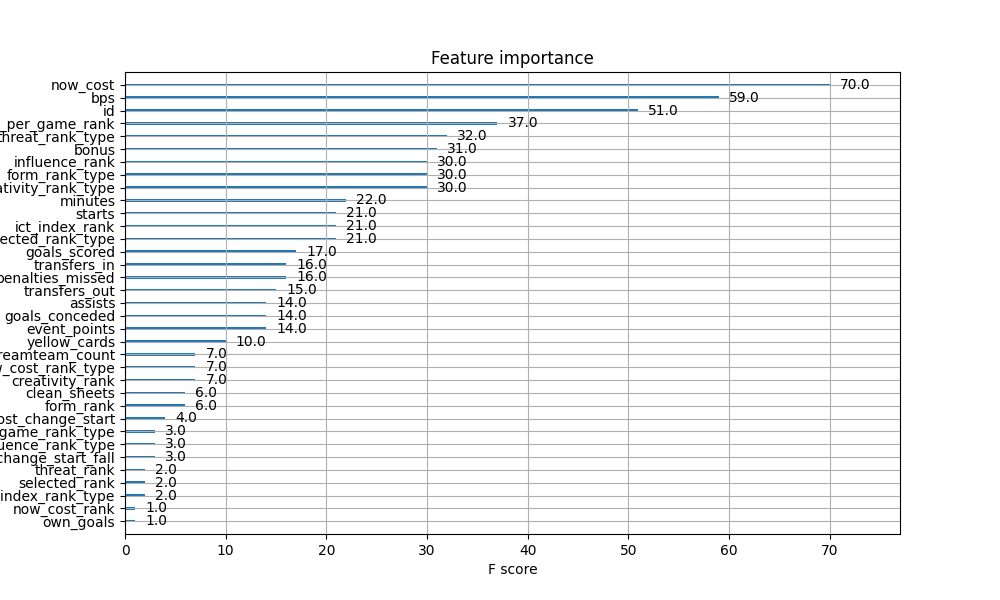 Feature importance
now_cost 70.0
bps 59.0
id 51.0
_per_game_rank 37.0
threat_rank_type 32.0
bonus 31.0
influence_rank 30.0
form_rank_type 30.0
ativity_rank_type 30.0
minutes 22.0
starts 21.0
ict_index_rank 21.0
ected_rank_type 21.0
goals_scored 17.0
transfers_in 16.0
penalties_missed 16.0
transfers_out 15.0
assists 14.0
goals_conceded 14.0
event_points 14.0
yellow_cards 10.0
reamteam_count 7.0
_cost_rank_type 7.0
creativity_rank 7.0
clean_sheets 6.0
form_rank 6.0
ost_change_start 4.0
game_rank_type 3.0
uence_rank_type 3.0
change_start_fall 3.0
threat_rank 2.0
selected_rank 2.0
index_rank_type 2.0
now_cost_rank 1.0
own_goals 1.0
0 10 20 30 40 50 60 70
F score